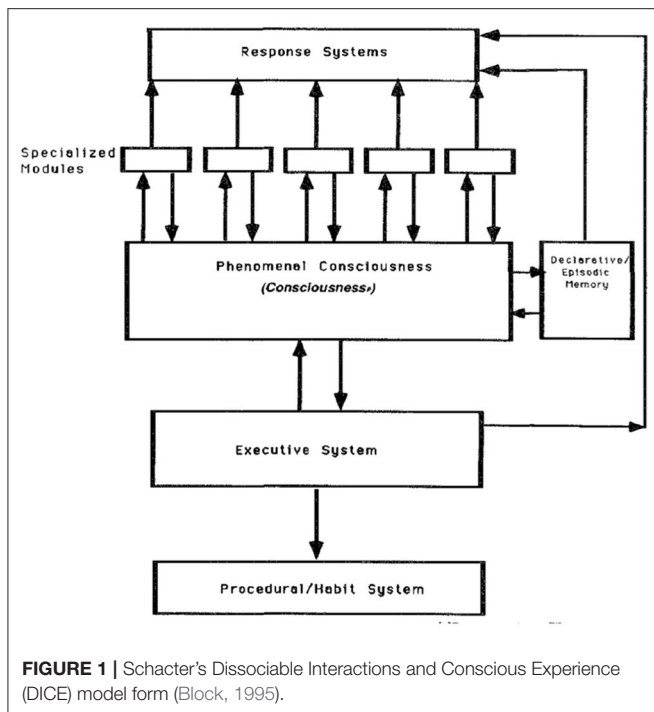 Response Systems
Specialized
Modules
Phenomenal Consciousness
(Consciousness
Declarative/
Episodic
Memory
Executive System
Procedural/Habit System
FIGURE 1 | Schacter's Dissociable Interactions and Conscious Experience
(DICE) model form (Block, 1995).